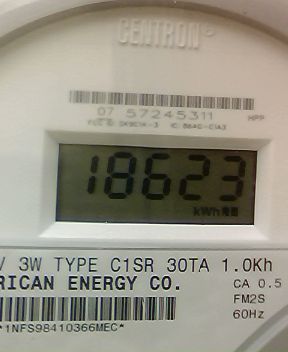 CENTRON®
07 57245311 HPP
18623
kWh
V 3W TYPE C1SR 30TA 1.0Kh
RICAN ENERGY CO. CA 0.5
FM2S
60Hz
*1NFS98410366MEC*